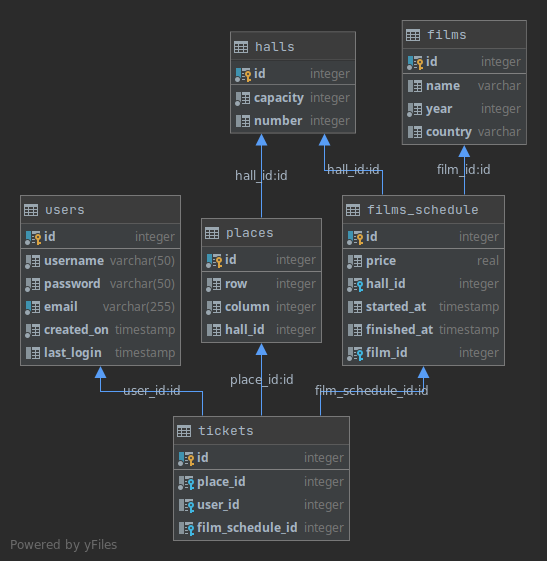 halls
id integer
capacity integer
number integer
films
id integer
name varchar
year integer
country varchar
hall_id:id
hall_id:id
film_id:id
users
id integer
username varchar(50)
password varchar(50)
email varchar(255)
created_on timestamp
last_login timestamp
places
id integer
row integer
column integer
hall_id integer
films_schedule
id integer
price real
hall_id integer
started_at timestamp
finished_at timestamp
film_id integer
user_id:id
place_id:id
film_schedule_id:id
tickets
id integer
place_id integer
user_id integer
film_schedule_id integer
Powered by yFiles